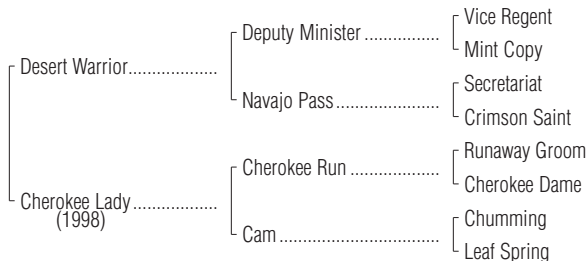 Vice Regent
Deputy Minister ..................
Mint Copy
Desert Warrior.....................
Secretariat
Navajo Pass .........................
Crimson Saint
Runaway Groom
Cherokee Run .....................
Cherokee Dame
Cherokee Lady ....................
(1998)
Chumming
Cam ......................................
Leaf Spring